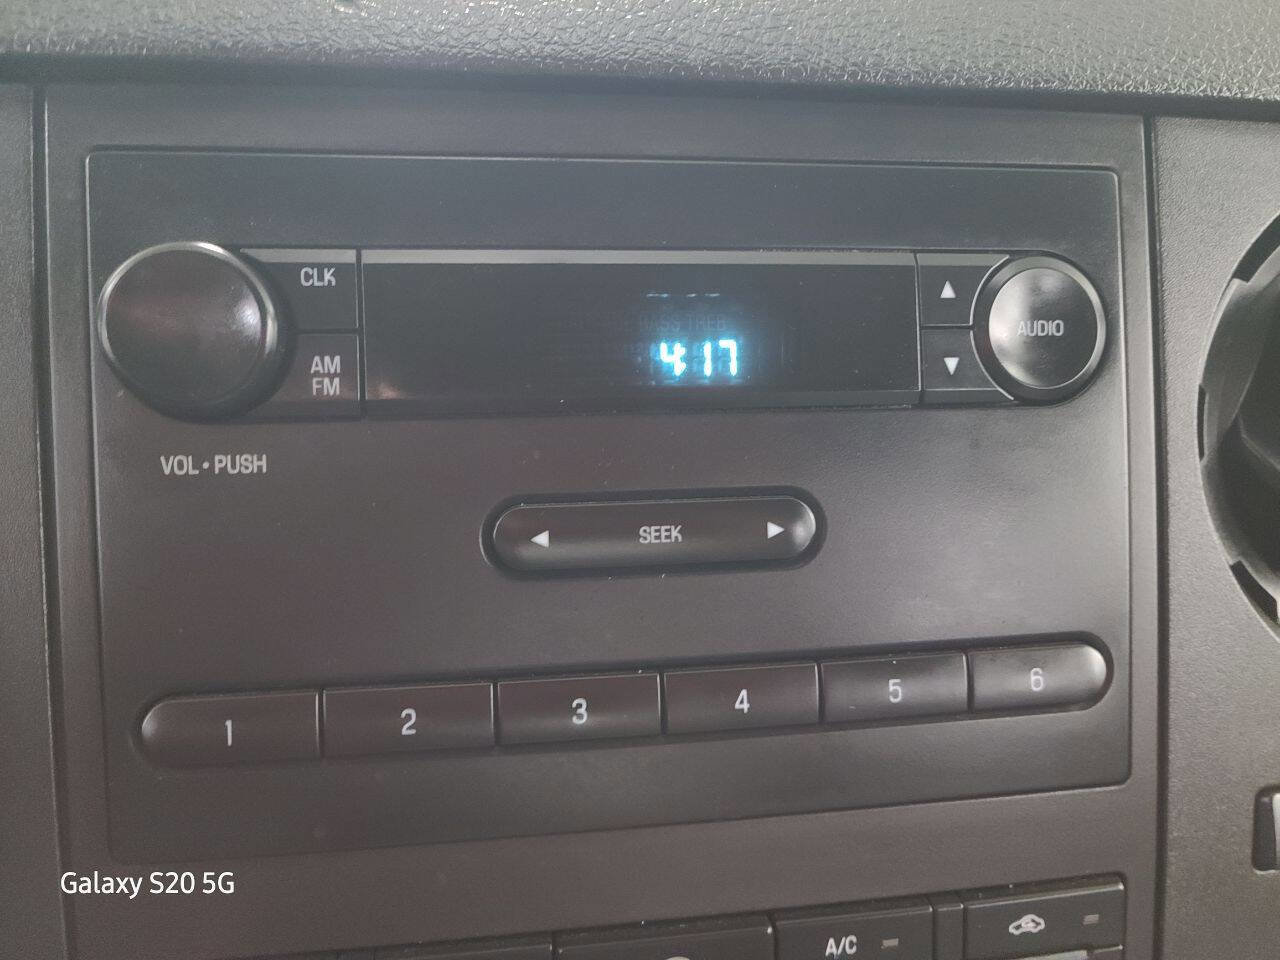 CLK
AM
FM
4:17
AUDIO
VOL•PUSH
SEEK
1 2 3 4 5 6
Galaxy S20 5G
A/C